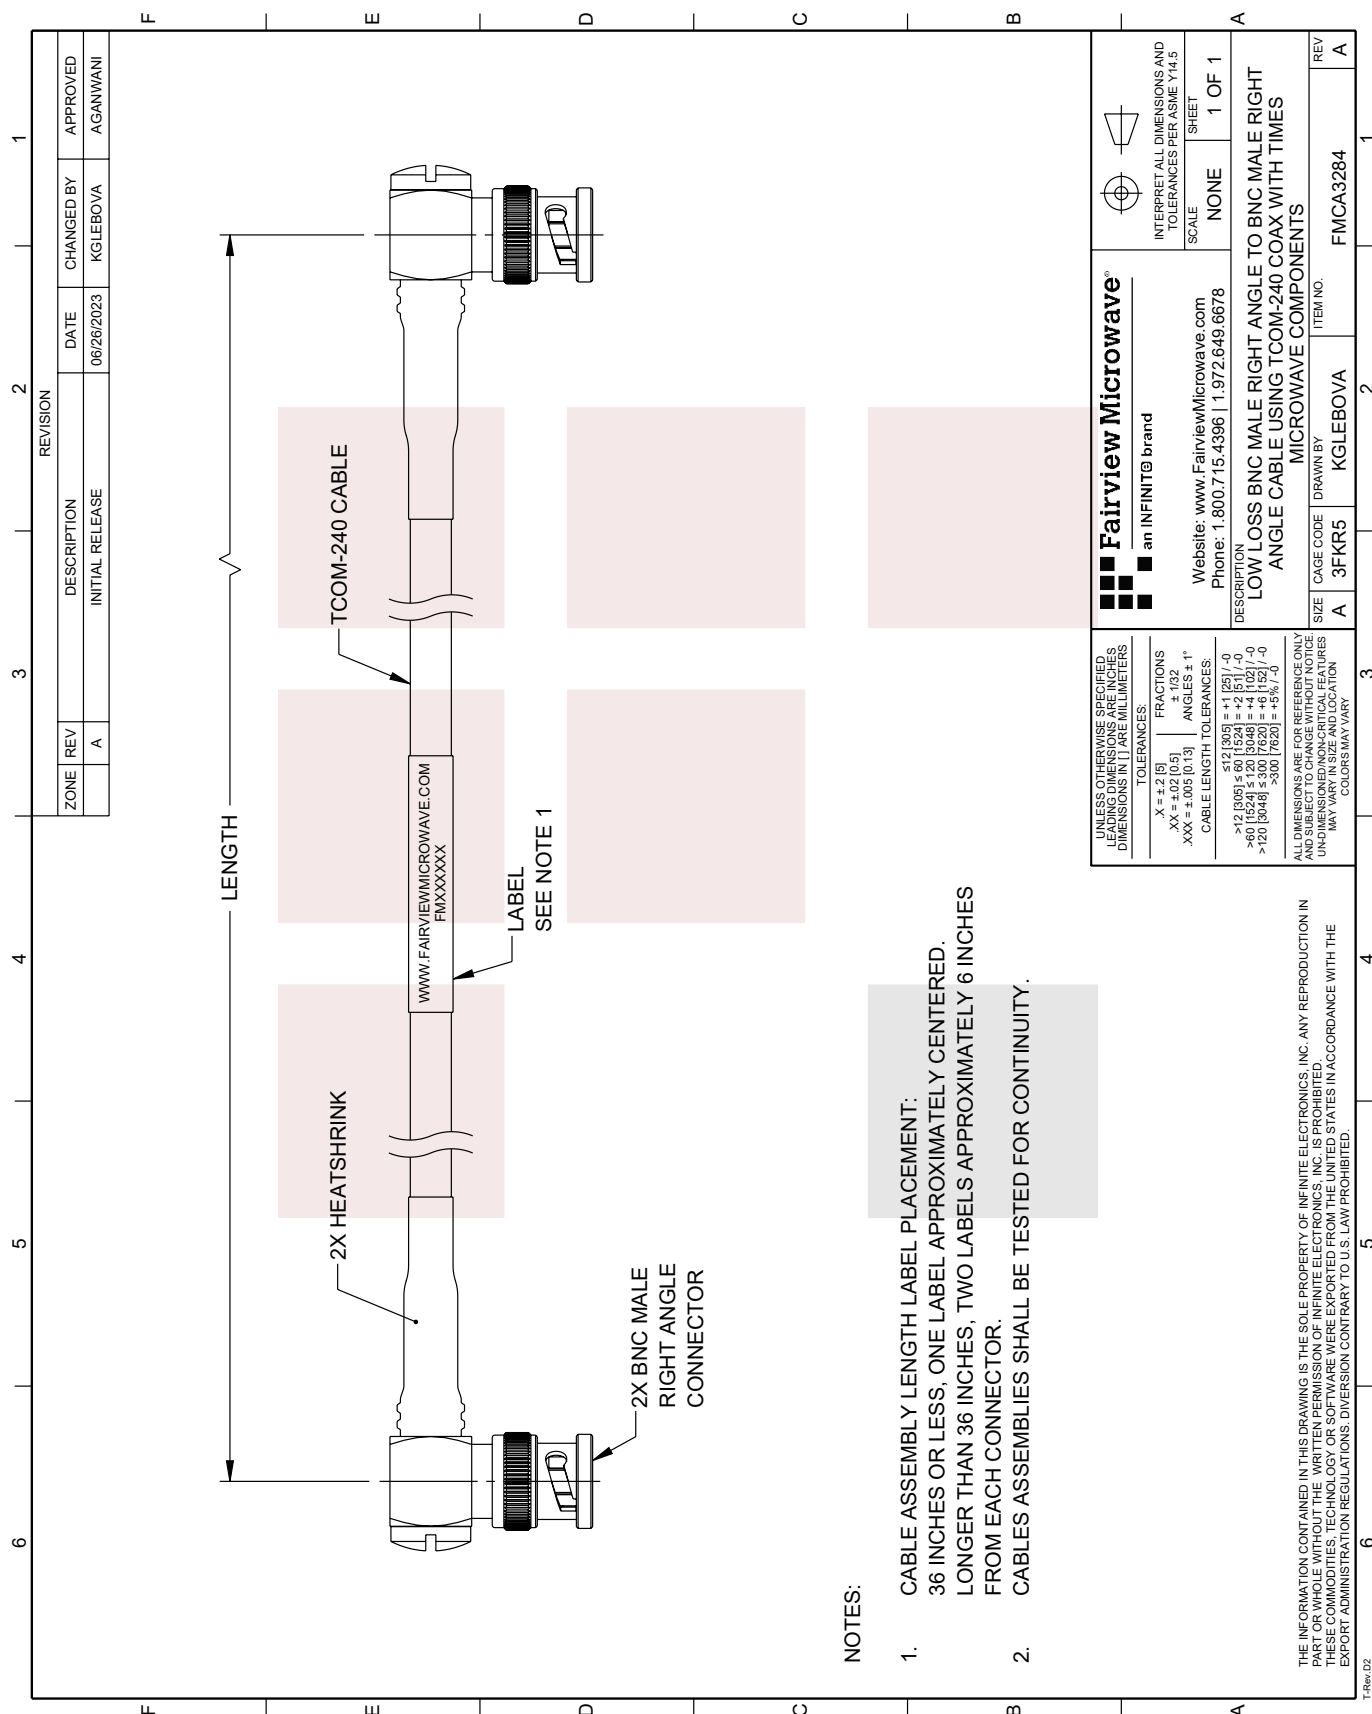 6 5 4 3 2 1
F
E
D
C
B
A
REVISION
ZONE REV DESCRIPTION DATE CHANGED BY APPROVED
A INITIAL RELEASE 06/26/2023 KGLEBOVA AGANWANI
LENGTH
2X HEATSHRINK
TCOM-240 CABLE
WWW.FAIRVIEWMICROWAVE.COM
FMXXXXXX
LABEL
SEE NOTE 1
2X BNC MALE
RIGHT ANGLE
CONNECTOR
NOTES:
1. CABLE ASSEMBLY LENGTH LABEL PLACEMENT:
36 INCHES OR LESS, ONE LABEL APPROXIMATELY CENTERED.
LONGER THAN 36 INCHES, TWO LABELS APPROXIMATELY 6 INCHES
FROM EACH CONNECTOR.
2. CABLES ASSEMBLIES SHALL BE TESTED FOR CONTINUITY.
THE INFORMATION CONTAINED IN THIS DRAWING IS THE SOLE PROPERTY OF INFINITE ELECTRONICS, INC. ANY REPRODUCTION IN
PART OR WHOLE WITHOUT THE WRITTEN PERMISSION OF INFINITE ELECTRONICS, INC. IS PROHIBITED.
THESE COMMODITIES, TECHNOLOGY OR SOFTWARE WERE EXPORTED FROM THE UNITED STATES IN ACCORDANCE WITH THE
EXPORT ADMINISTRATION REGULATIONS. DIVERSION CONTRARY TO U.S. LAW PROHIBITED.
UNLESS OTHERWISE SPECIFIED
LEADING DIMENSIONS ARE INCHES
DIMENSIONS IN [ ] ARE MILLIMETERS
TOLERANCES:
.X = ±.2 [5] FRACTIONS
.XX = ±.02 [0.5] ± 1/32
.XXX = ±.005 [0.13] ANGLES ± 1°
CABLE LENGTH TOLERANCES:
≤12 [305] = +1 [25] / -0
>12 [305] ≤ 60 [1524] = +2 [51] / -0
>60 [1524] ≤ 120 [3048] = +4 [102] / -0
>120 [3048] ≤ 300 [7620] = +6 [152] / -0
>300 [7620] = +5% / -0
ALL DIMENSIONS ARE FOR REFERENCE ONLY
AND SUBJECT TO CHANGE WITHOUT NOTICE.
UN-DIMENSIONED/NON-CRITICAL FEATURES
MAY VARY IN SIZE AND LOCATION
COLORS MAY VARY
Fairview Microwave®
an INFINIT® brand
Website: www.FairviewMicrowave.com
Phone: 1.800.715.4396 | 1.972.649.6678
INTERPRET ALL DIMENSIONS AND
TOLERANCES PER ASME Y14.5
SCALE NONE
SHEET 1 OF 1
DESCRIPTION
LOW LOSS BNC MALE RIGHT ANGLE TO BNC MALE RIGHT
ANGLE CABLE USING TCOM-240 COAX WITH TIMES
MICROWAVE COMPONENTS
SIZE A
CAGE CODE 3FKR5
DRAWN BY KGLEBOVA
ITEM NO. FMCA3284
REV A
F
E
D
C
B
A
6 5 4 3 2 1
T-Rev.D2